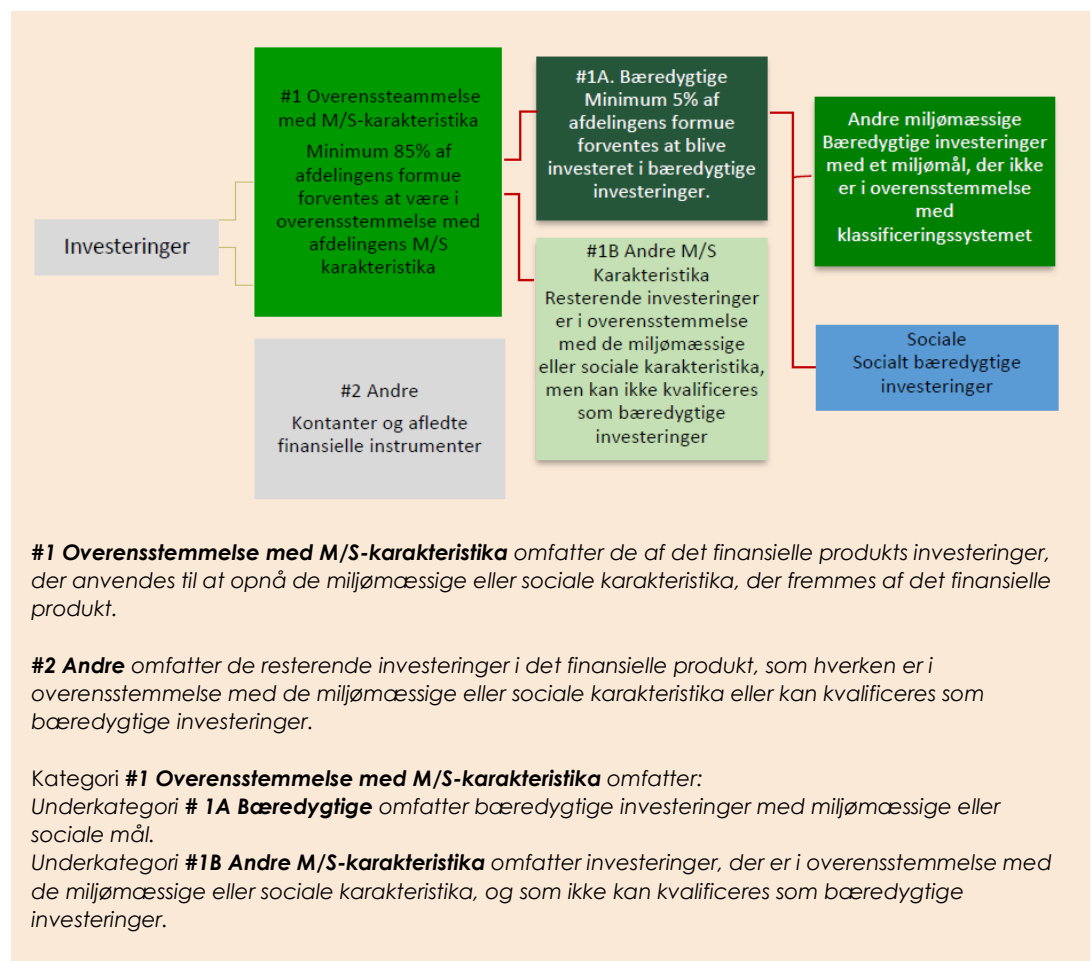 Investeringer
#1 Overenssteammelse
med M/S-karakteristika
Minimum 85% af
afdelingens formue
forventes at være i
overensstemmelse med
afdelingens M/S
karakteristika
#2 Andre
Kontanter og afledte
finansielle instrumenter
#1A. Bæredygtige
Minimum 5% af
afdelingens formue
forventes at blive
investeret i bæredygtige
investeringer.
#1B Andre M/S
Karakteristika
Resterende investeringer
er i overensstemmelse
med de miljømæssige
eller sociale karakteristika,
men kan ikke kvalificeres
som bæredygtige
investeringer
Andre miljømæssige
Bæredygtige investeringer
med et miljømål, der ikke
er i overensstemmelse
med
klassificeringssystemet
Sociale
Socialt bæredygtige
investeringer
#1 Overensstemmelse med M/S-karakteristika omfatter de af det finansielle produkts investeringer,
der anvendes til at opnå de miljømæssige eller sociale karakteristika, der fremmes af det finansielle
produkt.
#2 Andre omfatter de resterende investeringer i det finansielle produkt, som hverken er i
overensstemmelse med de miljømæssige eller sociale karakteristika eller kan kvalificeres som
bæredygtige investeringer.
Kategori #1 Overensstemmelse med M/S-karakteristika omfatter:
Underkategori # 1A Bæredygtige omfatter bæredygtige investeringer med miljømæssige eller
sociale mål.
Underkategori #1B Andre M/S-karakteristika omfatter investeringer, der er i overensstemmelse med
de miljømæssige eller sociale karakteristika, og som ikke kan kvalificeres som bæredygtige
investeringer.